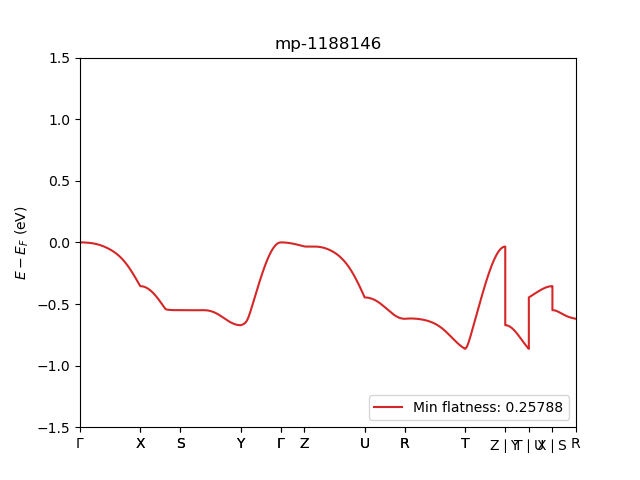 mp-1188146
1.5
1.0
0.5
0.0
−0.5
−1.0
−1.5
E − E_F (eV)
Min flatness: 0.25788
Γ X S Y Γ Z U R T Z | Y T | U X | S R